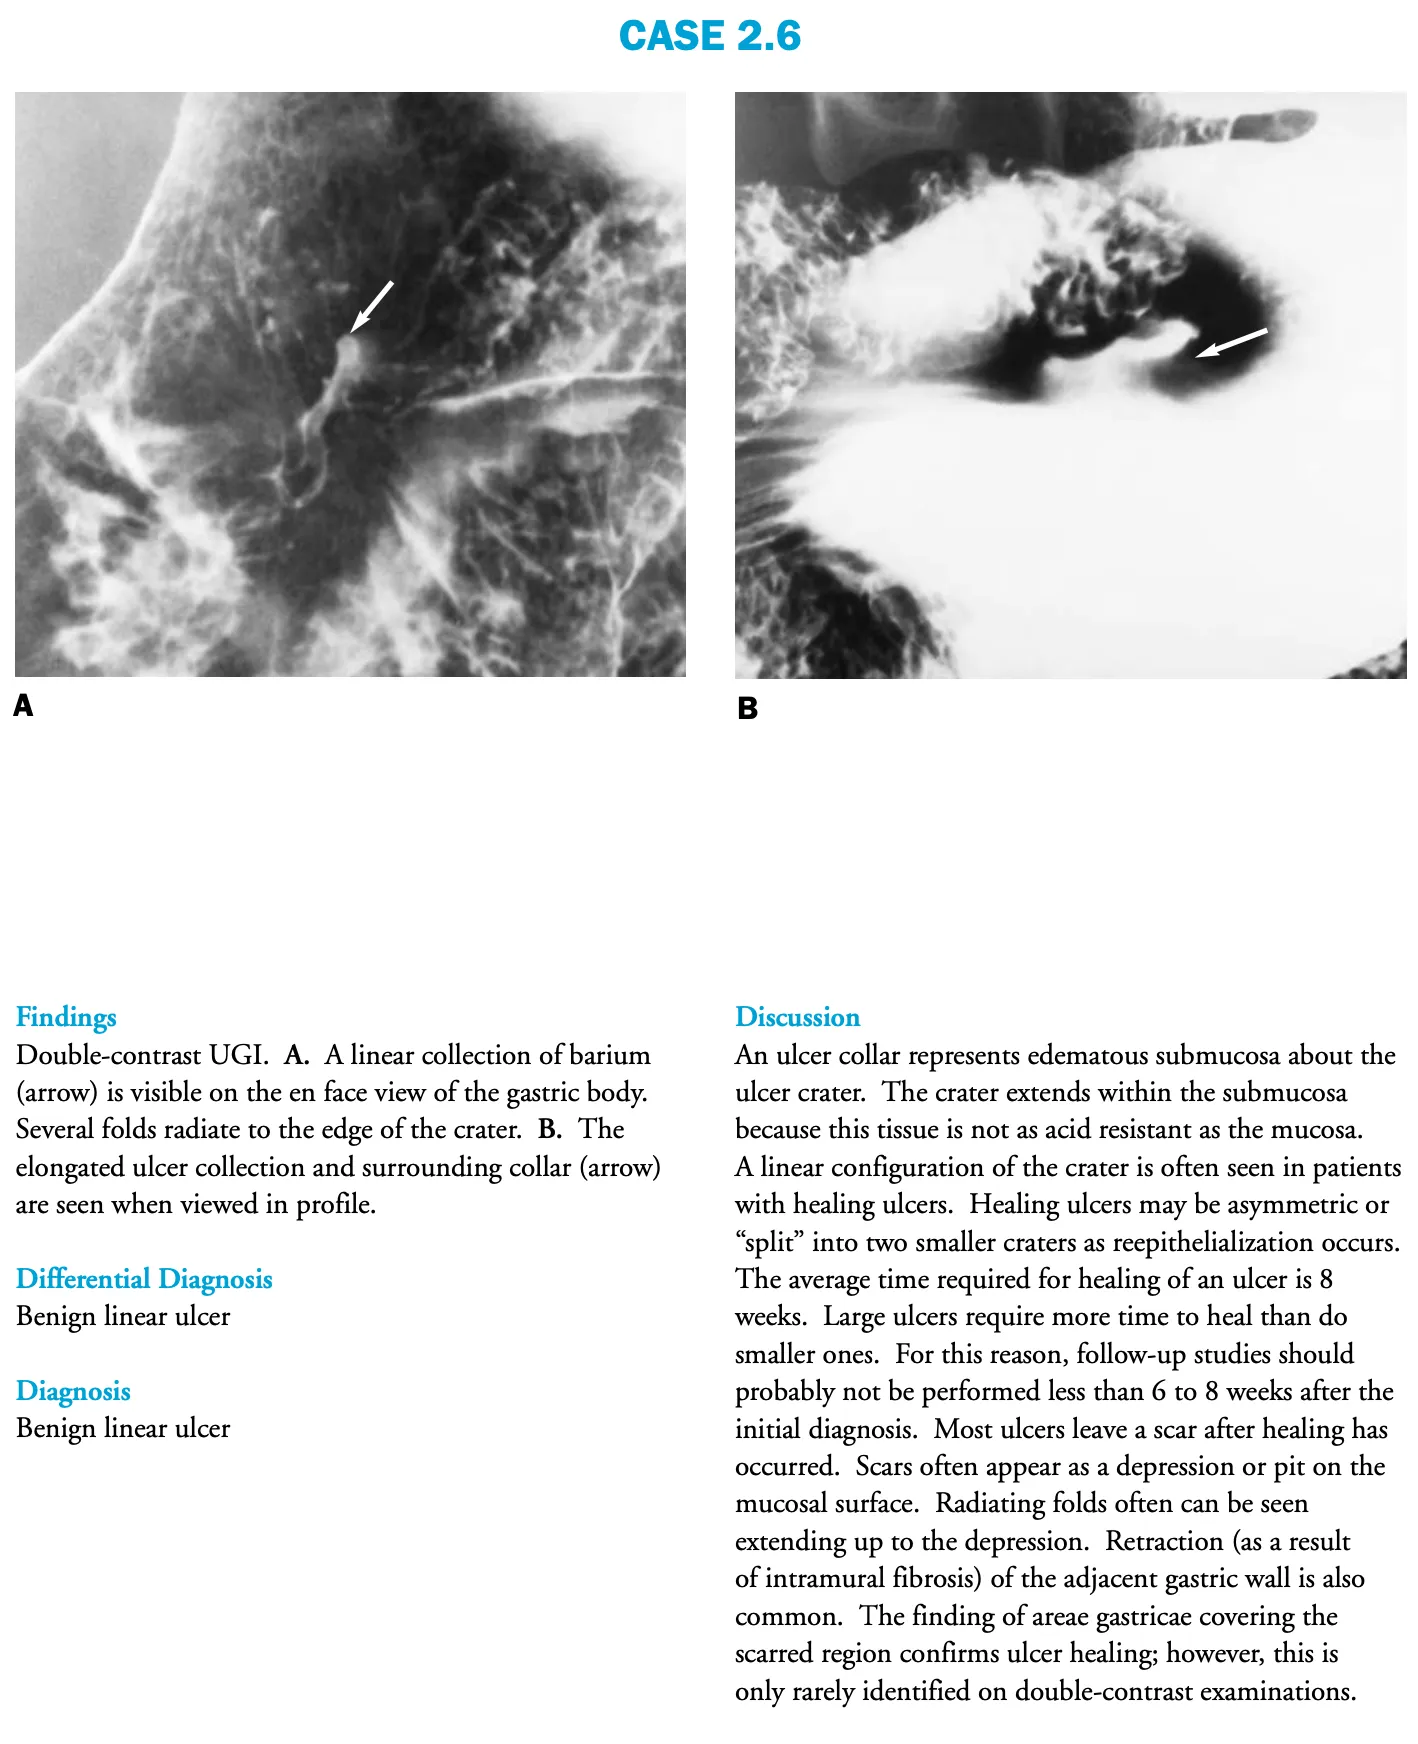 CASE 2.6
A
B
Findings
Double-contrast UGI.  A.  A linear collection of barium
(arrow) is visible on the en face view of the gastric body.
Several folds radiate to the edge of the crater.  B.  The
elongated ulcer collection and surrounding collar (arrow)
are seen when viewed in profile.
Differential Diagnosis
Benign linear ulcer
Diagnosis
Benign linear ulcer
Discussion
An ulcer collar represents edematous submucosa about the
ulcer crater.  The crater extends within the submucosa
because this tissue is not as acid resistant as the mucosa.
A linear configuration of the crater is often seen in patients
with healing ulcers.  Healing ulcers may be asymmetric or
“split” into two smaller craters as reepithelialization occurs.
The average time required for healing of an ulcer is 8
weeks.  Large ulcers require more time to heal than do
smaller ones.  For this reason, follow-up studies should
probably not be performed less than 6 to 8 weeks after the
initial diagnosis.  Most ulcers leave a scar after healing has
occurred.  Scars often appear as a depression or pit on the
mucosal surface.  Radiating folds often can be seen
extending up to the depression.  Retraction (as a result
of intramural fibrosis) of the adjacent gastric wall is also
common.  The finding of areae gastricae covering the
scarred region confirms ulcer healing; however, this is
only rarely identified on double-contrast examinations.